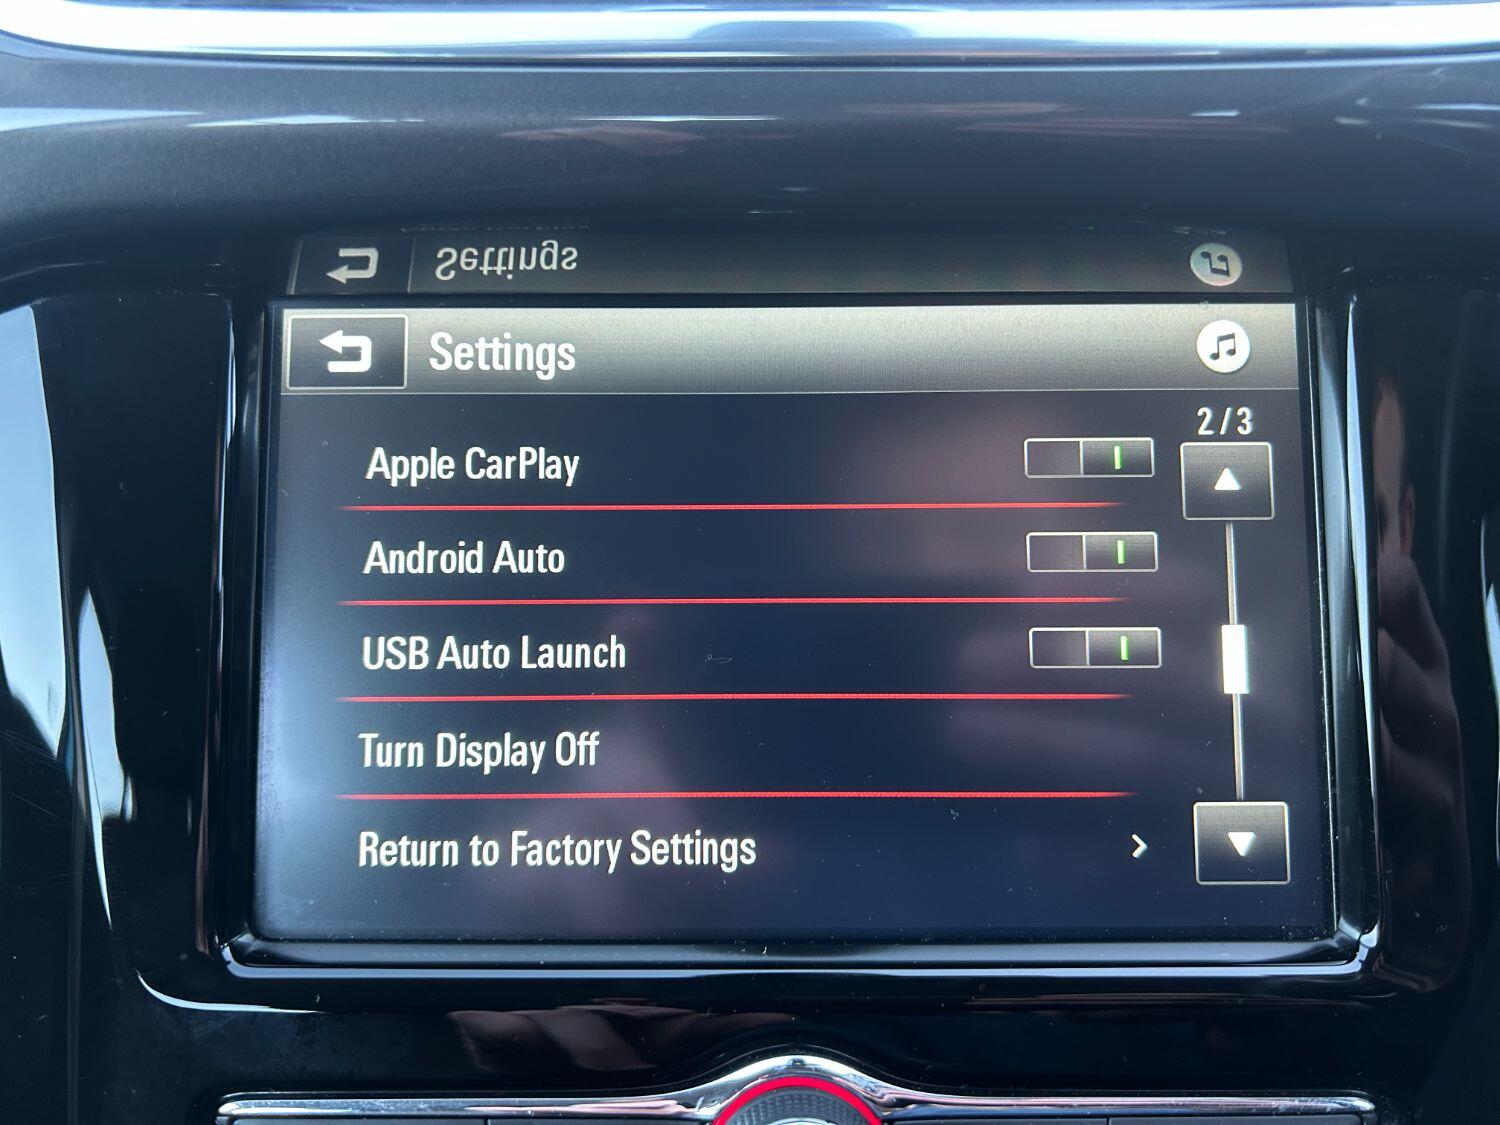 Settings
2/3
Apple CarPlay
Android Auto
USB Auto Launch
Turn Display Off
Return to Factory Settings